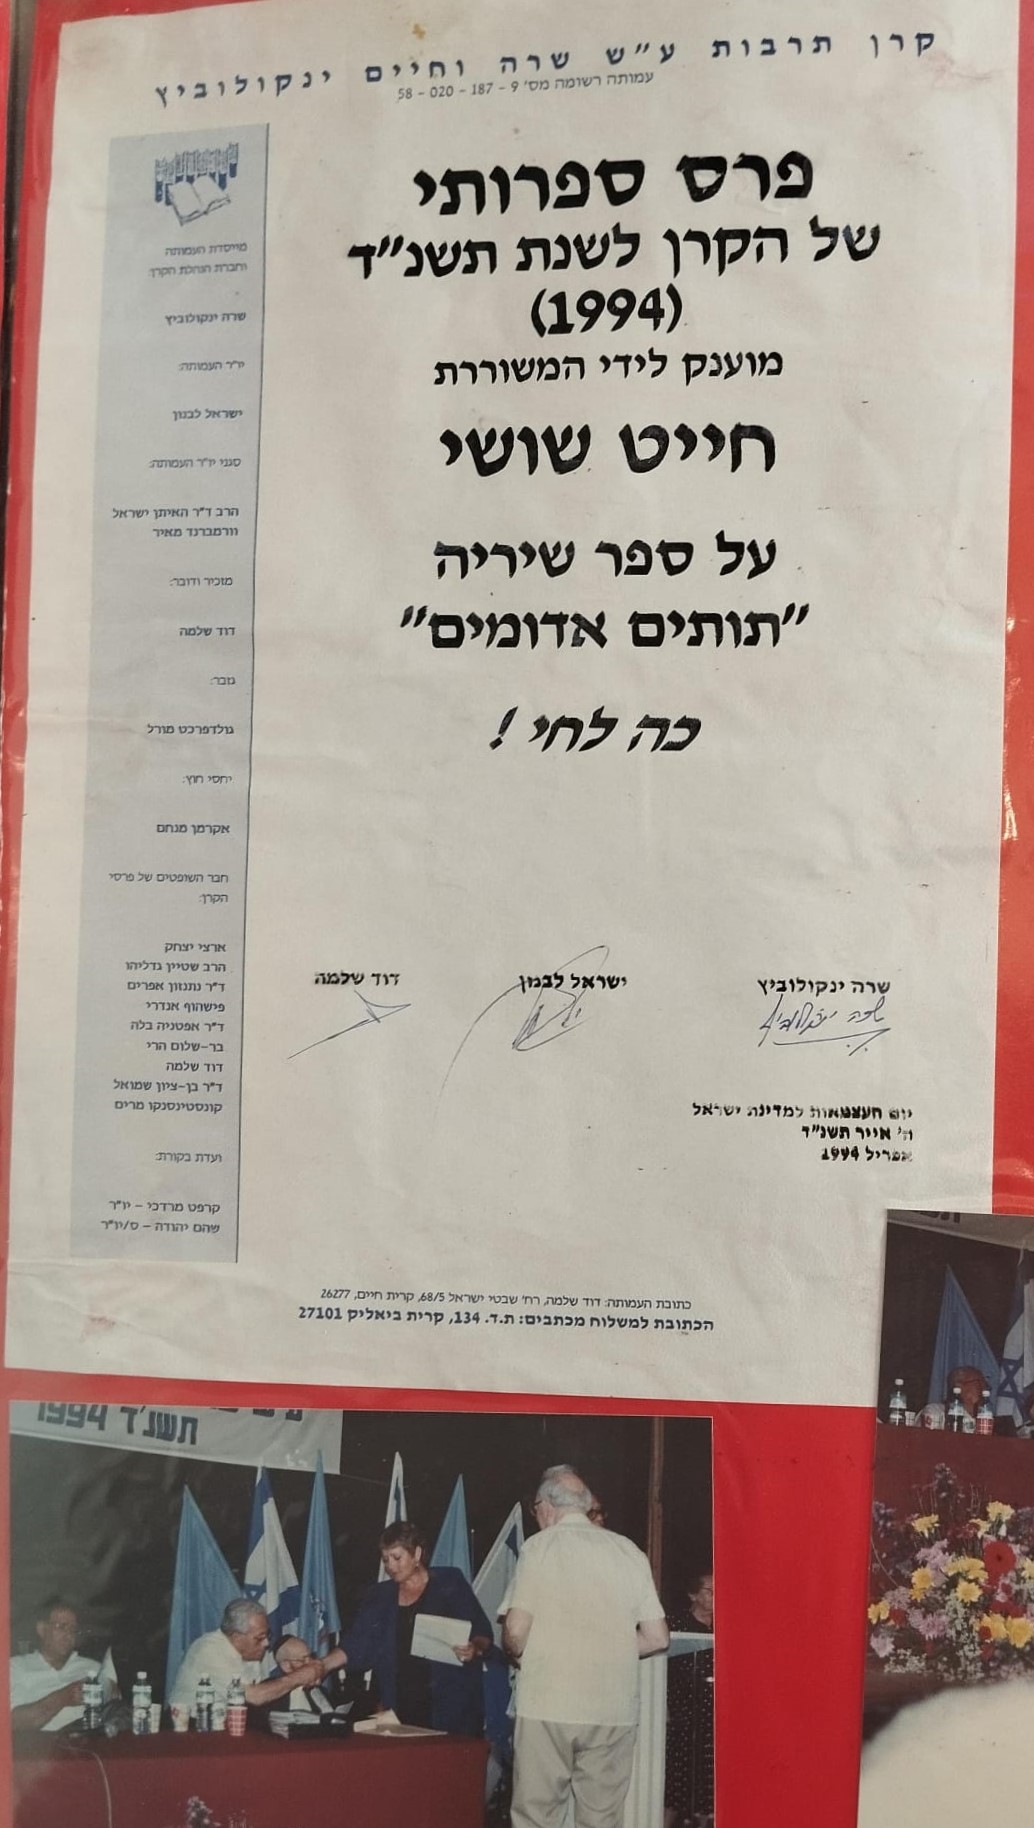 קרן תרבות ע"ש שרה וחיים ינקולוביץ
עמותה רשומה מס' 9 - 187 - 020 - 58
פרס ספרותי
של הקרן לשנת תשנ"ד
(1994)
מוענק לידי המשוררת
חייט שושי
על ספר שיריה
"תותים אדומים"
כה לחי !
מייסדת העמותה
וחברת הנהלת הקרן:
שרה ינקולוביץ
יו"ר העמותה:
ישראל לבנון
סגני יו"ר העמותה:
הרב ד"ר האיתן ישראל
וורמברנד מאיר
מזכיר ודובר:
דוד שלמה
גזבר:
גולדפרכט מורל
יחסי חוץ:
אקרמן מנחם
חבר השופטים של פרסי
הקרן:
ארצי יצחק
הרב שטיין גדליהו
ד"ר נתנזון אפרים
פישהוף אנדרי
ד"ר אפטניה בלה
בר-שלום הרי
דוד שלמה
ד"ר בן-ציון שמואל
קונסטינסנקו מרים
ועדת בקורת:
קרפט מרדכי - יו"ר
שהם יהודה - ס/יו"ר
שרה ינקולוביץ
ישראל לבנון
דוד שלמה
שרה ינקולוביץ
יום העצמאות למדינת ישראל
ה' אייר תשנ"ד
אפריל 1994
כתובת העמותה: דוד שלמה, רח' שבטי ישראל 68/5, קרית חיים, 26277
הכתובת למשלוח מכתבים: ת.ד. 134, קרית ביאליק 27101
תשנ'ד 1994